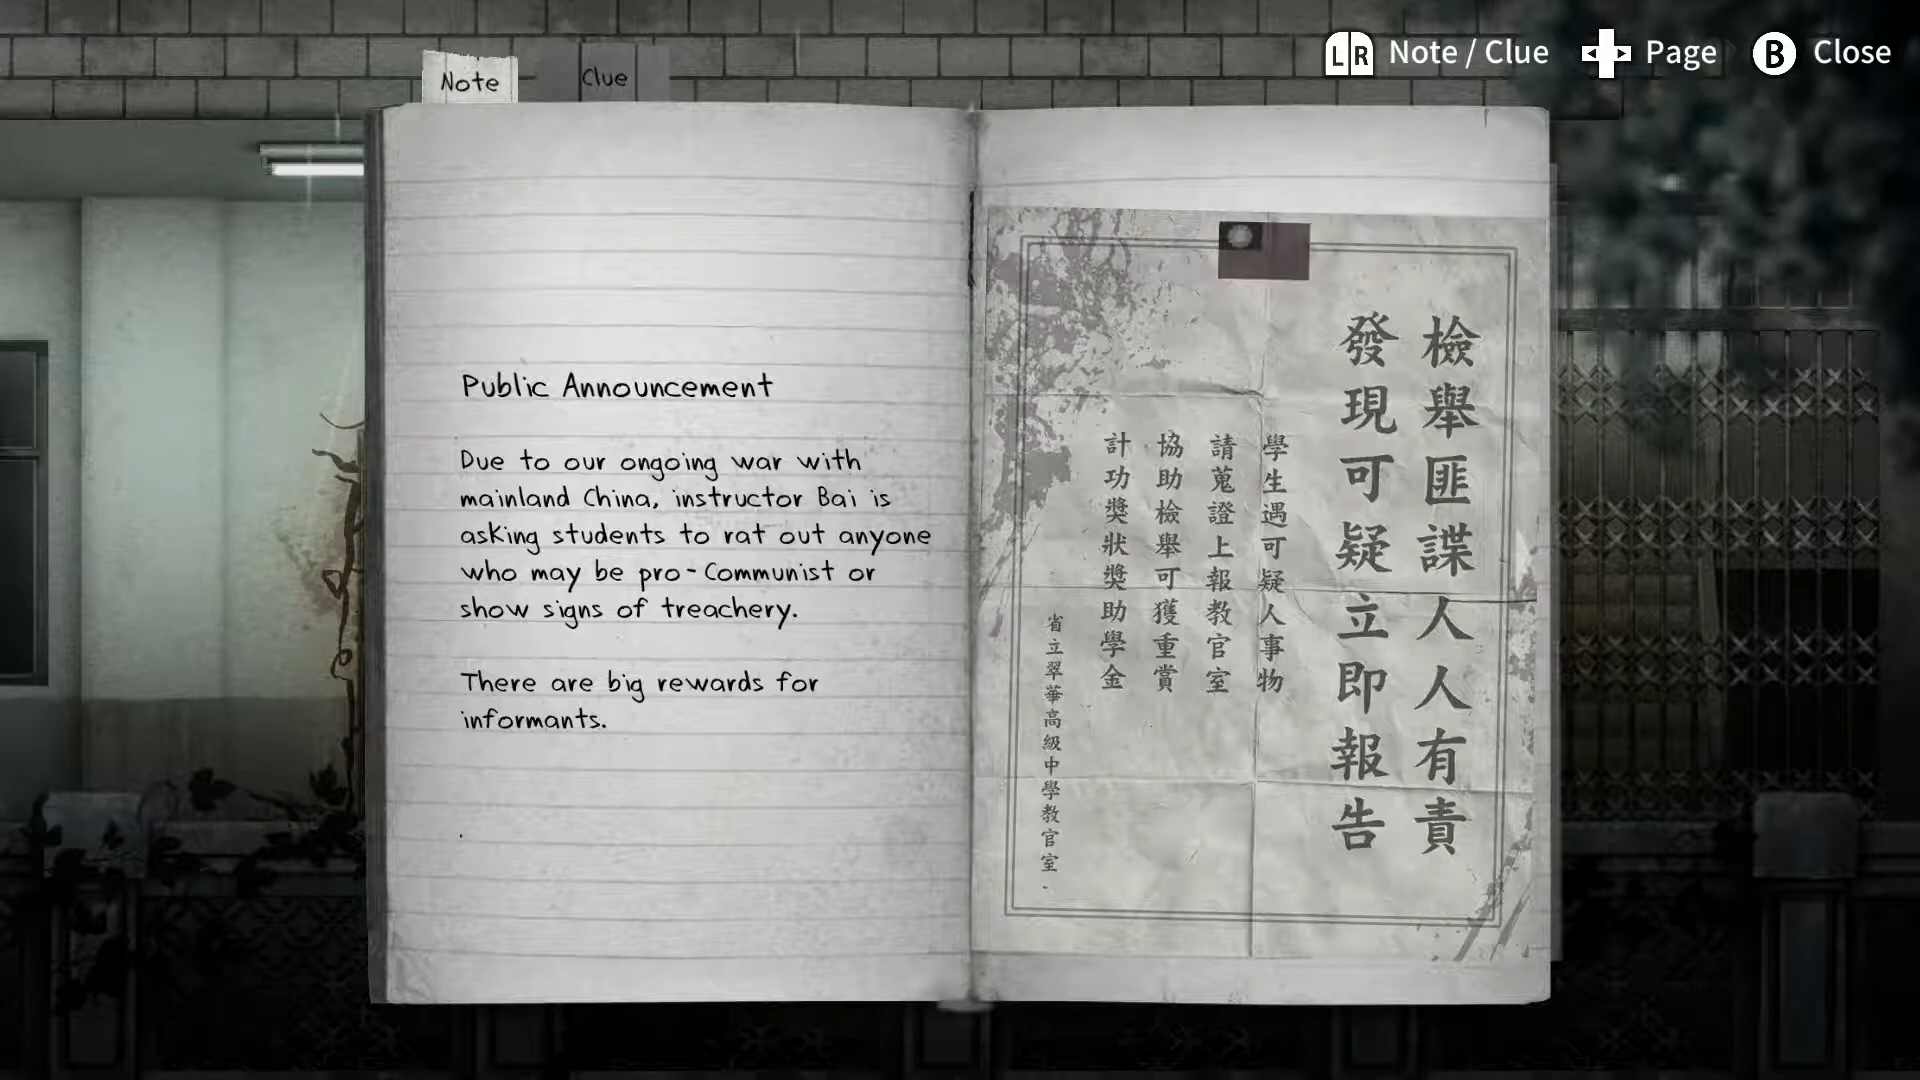 Note / Clue
Page
B Close
L R
Note
Clue
Public Announcement
Due to our ongoing war with
mainland China, instructor Bai is
asking students to rat out anyone
who may be pro-Communist or
show signs of treachery.
There are big rewards for
informants.
檢舉匪諜人人有責
發現可疑立即報告
學生遇可疑人事物
請蒐證上報教官室
協助檢舉可獲重賞
計功獎狀獎助學金
省立翠華高級中學教官室